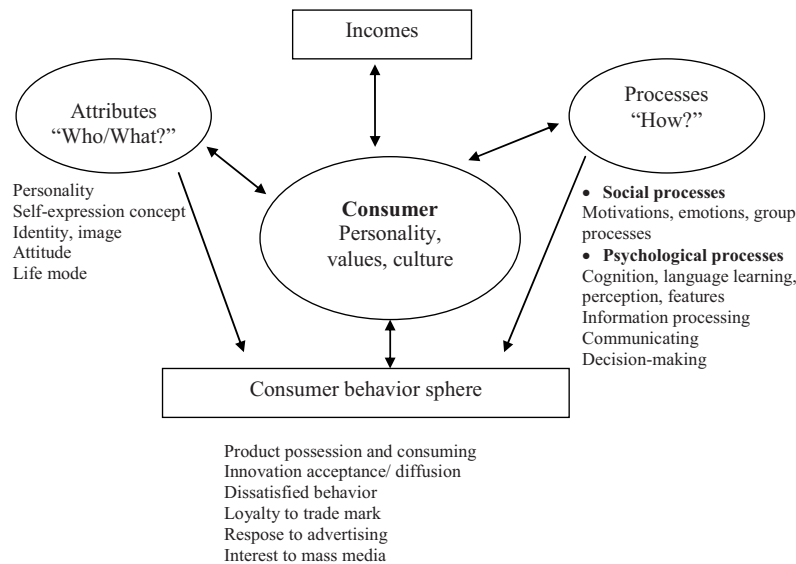 Incomes
Attributes
“Who/What?”
Personality
Self-expression concept
Identity, image
Attitude
Life mode
Consumer
Personality,
values, culture
Processes
“How?”
• Social processes
Motivations, emotions, group
processes
• Psychological processes
Cognition, language learning,
perception, features
Information processing
Communicating
Decision-making
Consumer behavior sphere
Product possession and consuming
Innovation acceptance/ diffusion
Dissatisfied behavior
Loyalty to trade mark
Respose to advertising
Interest to mass media